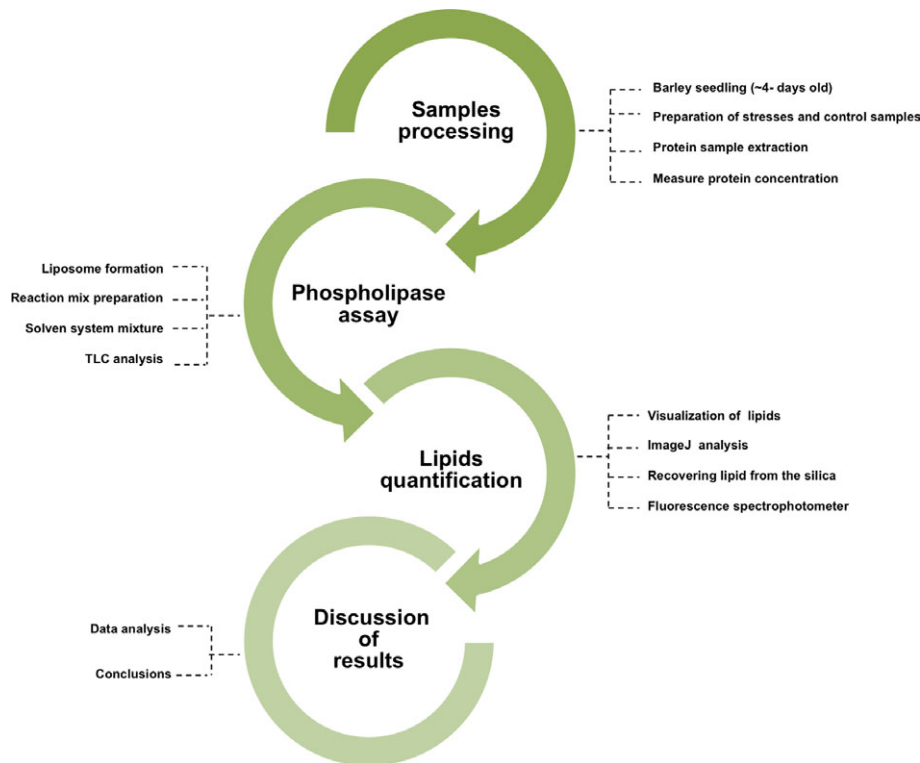 Samples
processing
Barley seedling (~4- days old)
Preparation of stresses and control samples
Protein sample extraction
Measure protein concentration
Phospholipase
assay
Liposome formation
Reaction mix preparation
Solven system mixture
TLC analysis
Lipids
quantification
Visualization of lipids
ImageJ analysis
Recovering lipid from the silica
Fluorescence spectrophotometer
Discussion
of
results
Data analysis
Conclusions